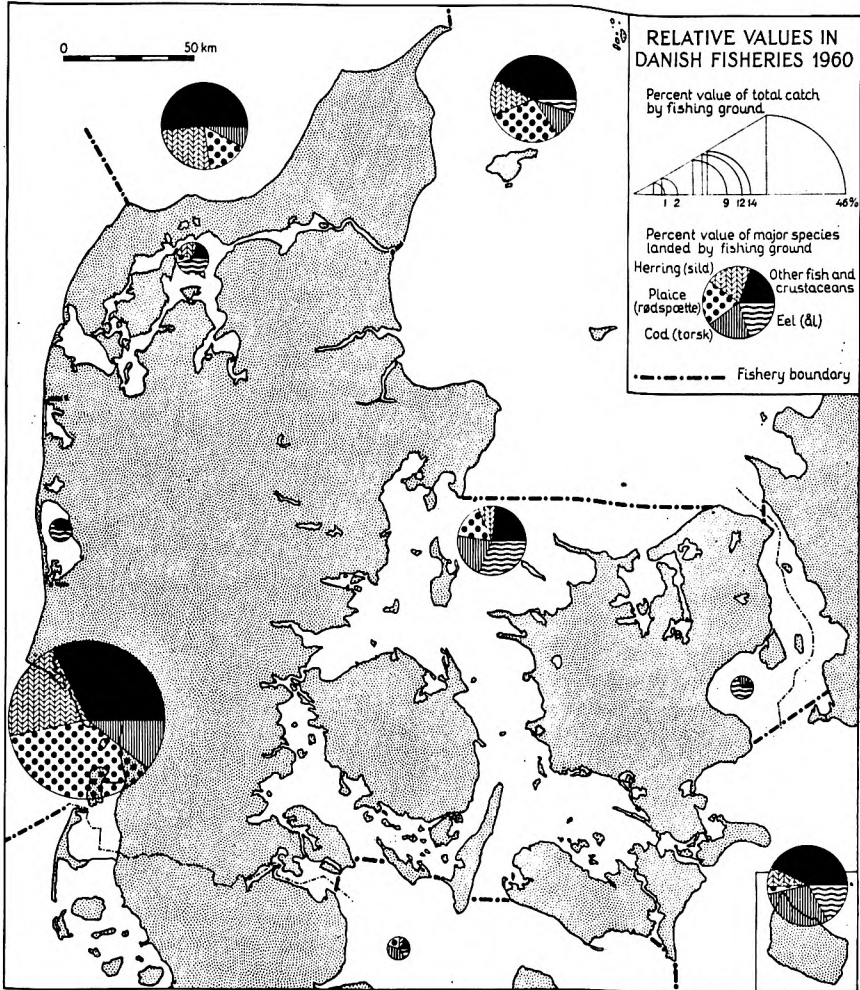 0 50 km
RELATIVE VALUES IN
DANISH FISHERIES 1960
Percent value of total catch
by fishing ground
1 2 9 12 14 46%
Percent value of major species
landed by fishing ground
Herring (sild)
Other fish and
crustaceans
Plaice
(rødspætte)
Eel (ål)
Cod (torsk)
Fishery boundary